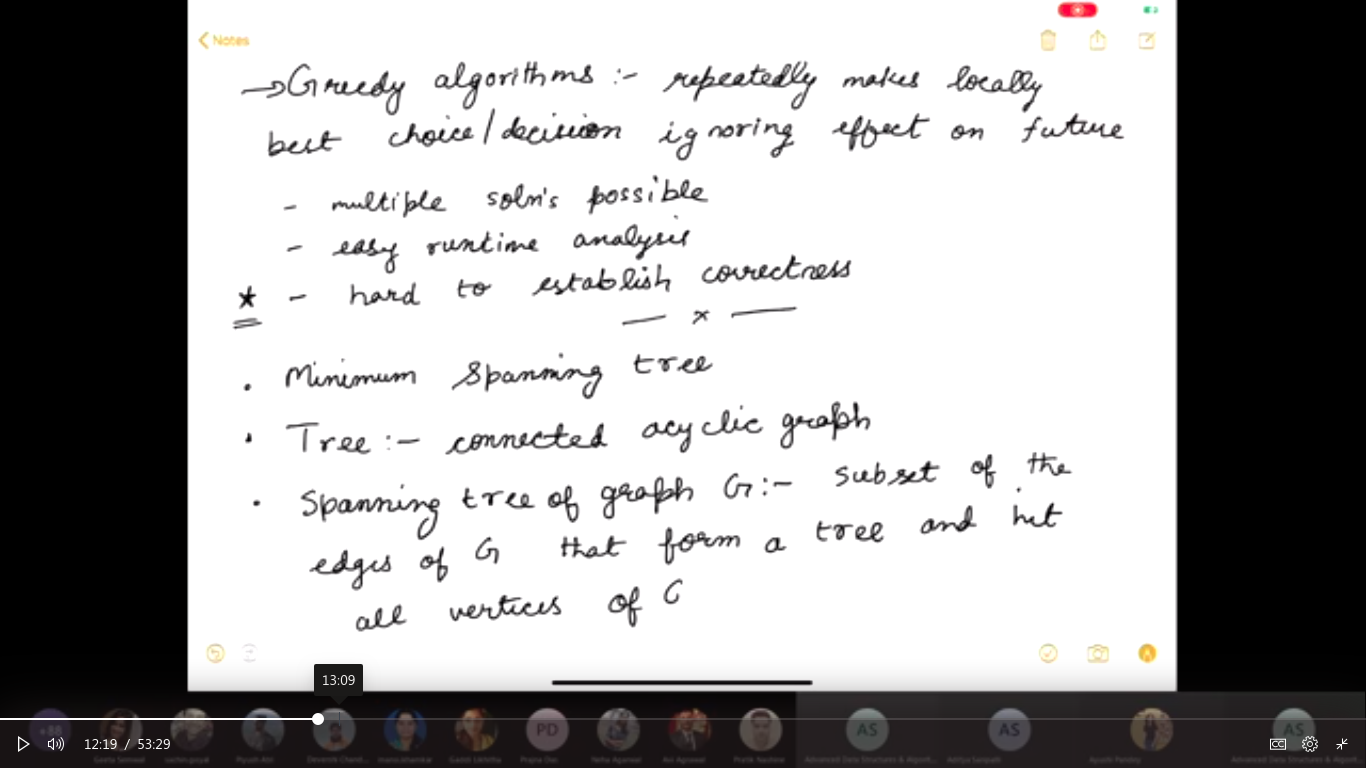 Notes
→ Greedy algorithms :- repeatedly makes locally
best choice/decision ignoring effect on future
- multiple soln's possible
- easy runtime analysis
* - hard to establish correctness
— x —
• Minimum Spanning tree
• Tree :- connected acyclic graph
• Spanning tree of graph G :- subset of the
edges of G that form a tree and hit
all vertices of G
13:09
PD AS AS AS
12:19 / 53:29
CC